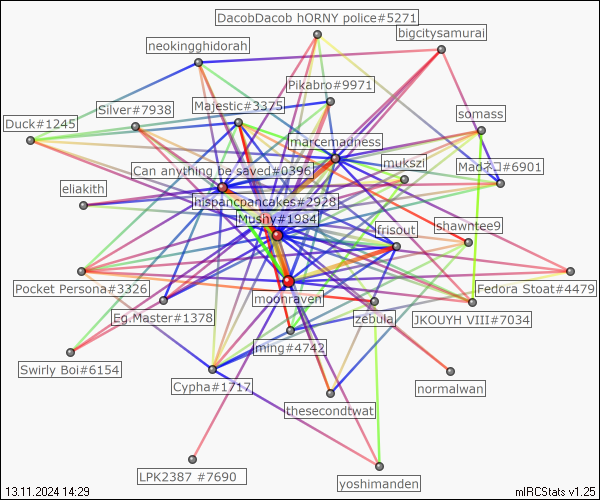 DacobDacob hORNY police#5271
bigcitysamurai
neokingghidorah
Pikabro#9971
Majestic#3375
Silver#7938
somass
Duck#1245
marcemadness
mukszi
Can anything be saved#0396
eliakith
hispancpancakes#2928
Mushy#1984
frisout
shawntee9
Pocket Persona#3326
Fedora Stoat#4479
moonraven
Eg.Master#1378
zebula
JKOUYH VIII#7034
jming#4742
Swirly Boi#6154
Cypha#1717
normalwan
thesecondtwat
LPK2387 #7690
yoshimanden
13.11.2024 14:29
mIRCStats v1.25